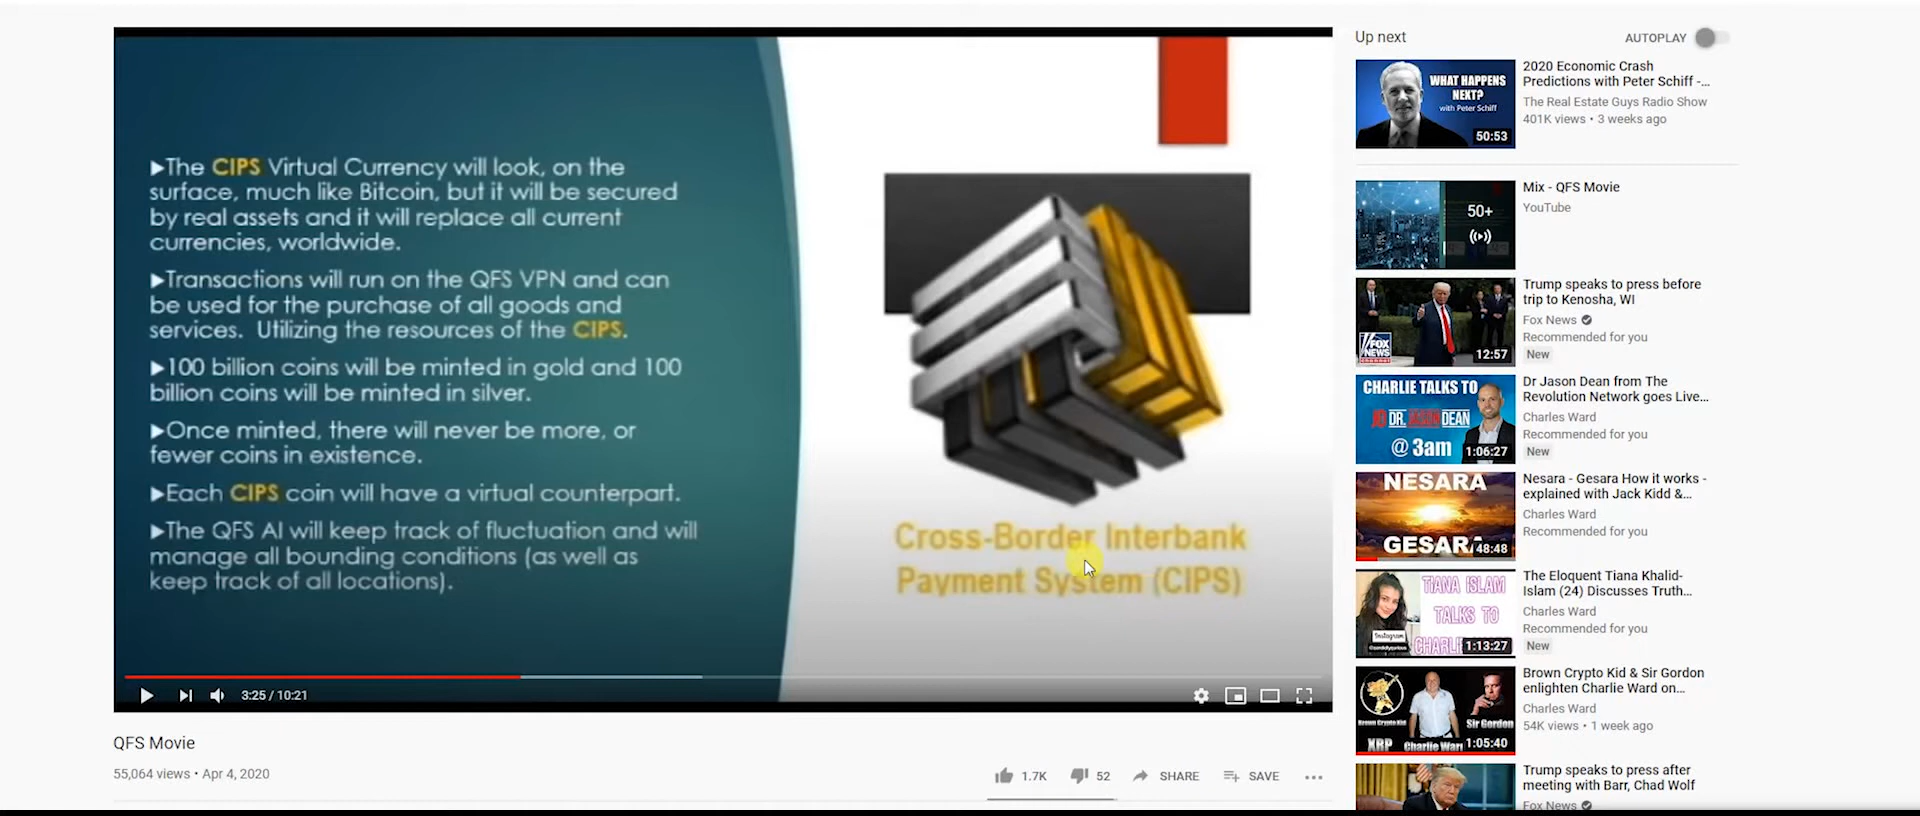 ►The CIPS Virtual Currency will look, on the
surface, much like Bitcoin, but it will be secured
by real assets and it will replace all current
currencies, worldwide.
►Transactions will run on the QFS VPN and can
be used for the purchase of all goods and
services. Utilizing the resources of the CIPS.
►100 billion coins will be minted in gold and 100
billion coins will be minted in silver.
►Once minted, there will never be more, or
fewer coins in existence.
►Each CIPS coin will have a virtual counterpart.
►The QFS AI will keep track of fluctuation and will
manage all bounding conditions (as well as
keep track of all locations).
Cross-Border Interbank
Payment System (CIPS)
3:25 / 10:21
QFS Movie
55,064 views • Apr 4, 2020
1.7K
52
SHARE
SAVE
Up next
AUTOPLAY
WHAT HAPPENS
NEXT?
with Peter Schiff
50:53
2020 Economic Crash
Predictions with Peter Schiff -...
The Real Estate Guys Radio Show
401K views • 3 weeks ago
50+
Mix - QFS Movie
YouTube
FOX
NEWS
12:57
Trump speaks to press before
trip to Kenosha, WI
Fox News
Recommended for you
New
CHARLIE TALKS TO
DR. JASON DEAN
@ 3am
1:06:27
Dr Jason Dean from The
Revolution Network goes Live...
Charles Ward
Recommended for you
New
NESARA
GESARA
48:48
Nesara - Gesara How it works -
explained with Jack Kidd &...
Charles Ward
Recommended for you
TIANA ISLAM
TALKS TO
CHARLI
Instagram
1:13:27
The Eloquent Tiana Khalid-
Islam (24) Discusses Truth...
Charles Ward
Recommended for you
New
Brown Crypto Kid
Sir Gordon
XRP
Charlie War
1:05:40
Brown Crypto Kid & Sir Gordon
enlighten Charlie Ward on...
Charles Ward
54K views • 1 week ago
Trump speaks to press after
meeting with Barr, Chad Wolf
Fox News